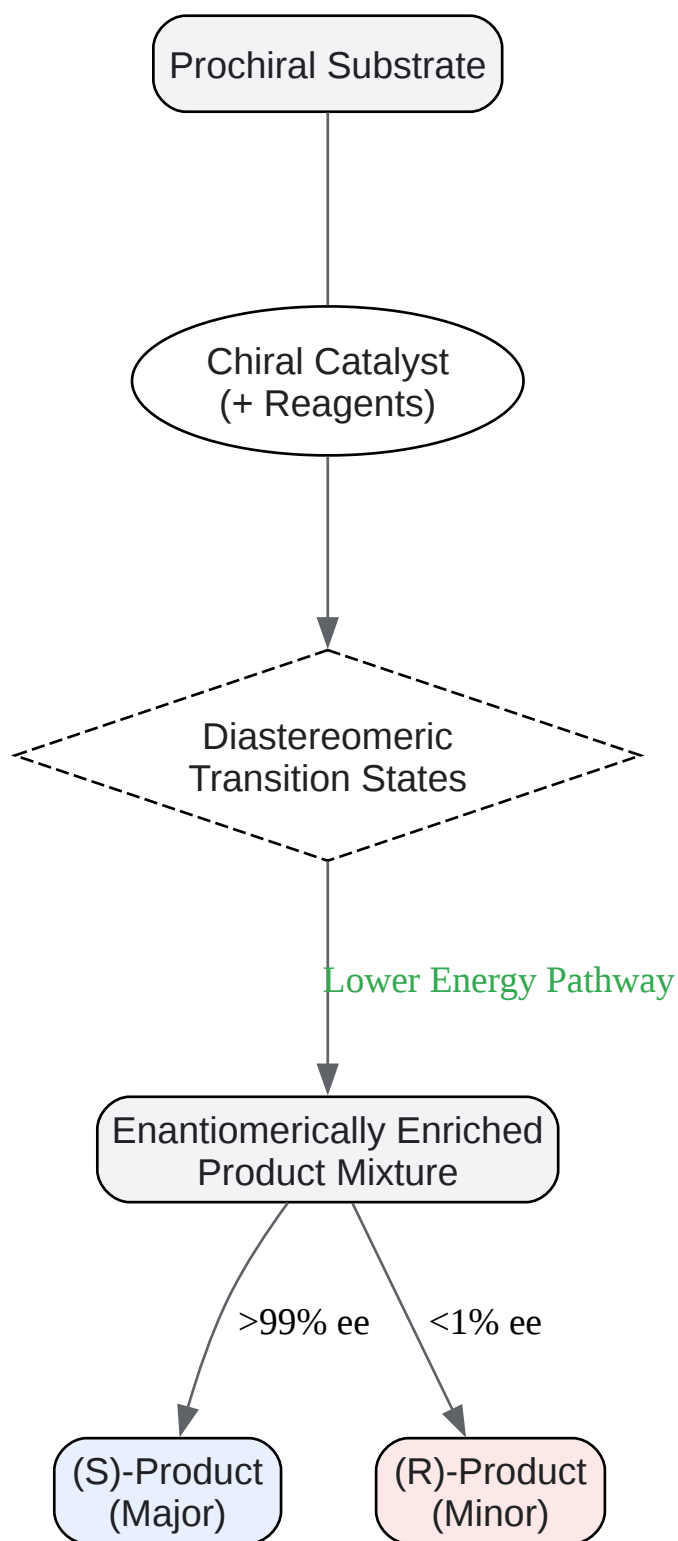 Prochiral Substrate
Chiral Catalyst
(+ Reagents)
Diastereomeric
Transition States
Lower Energy Pathway
Enantiomerically Enriched
Product Mixture
>99% ee
<1% ee
(S)-Product
(Major)
(R)-Product
(Minor)